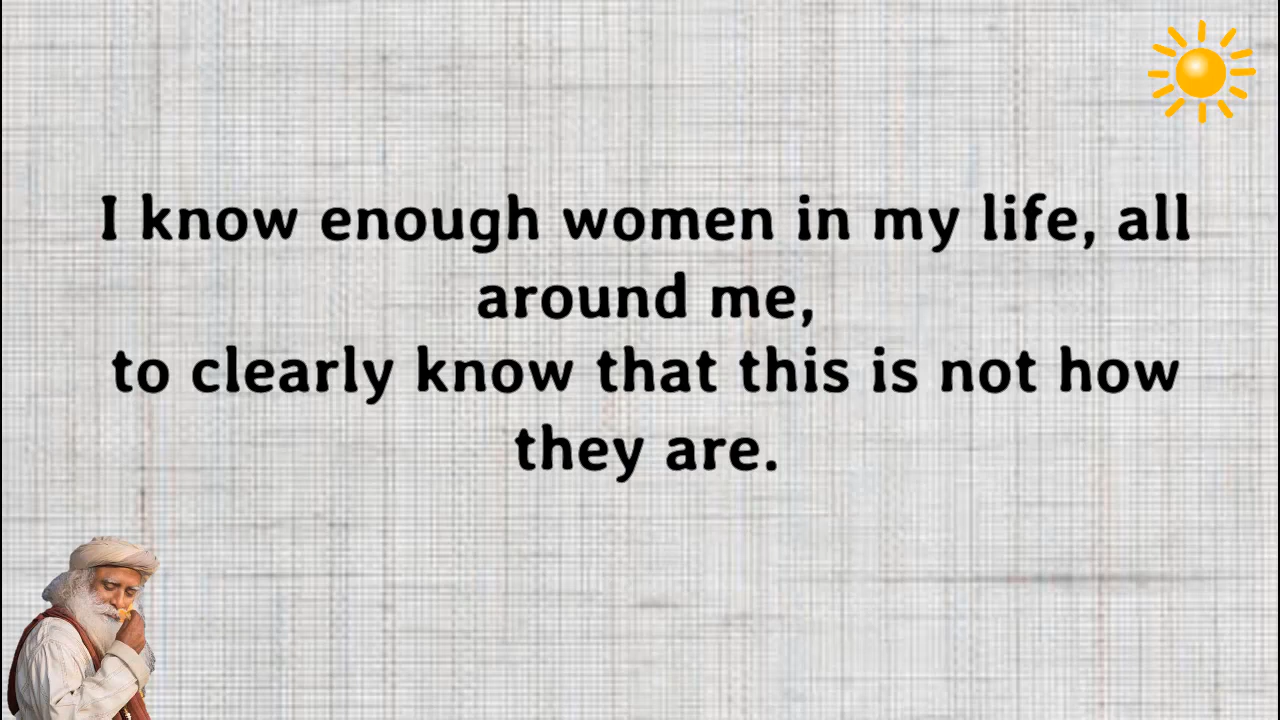 I know enough women in my life, all
around me,
to clearly know that this is not how
they are.